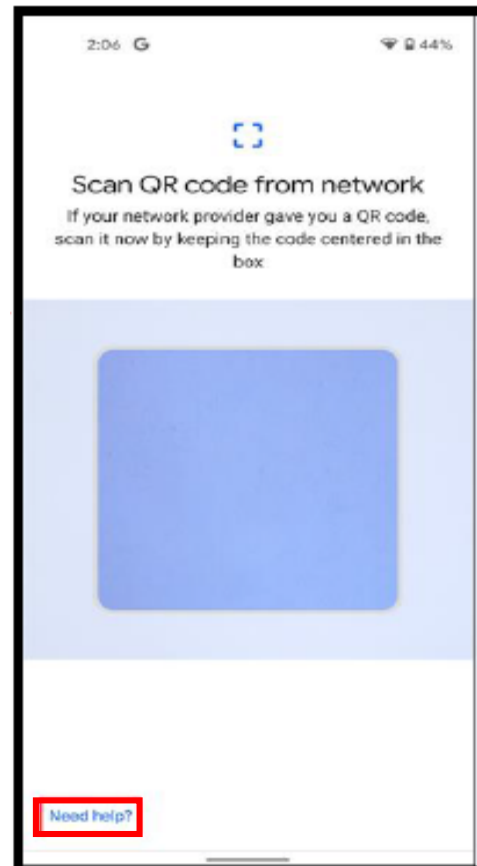 2:06 G 44%
Scan QR code from network
If your network provider gave you a QR code,
scan it now by keeping the code centered in the
box
Need help?